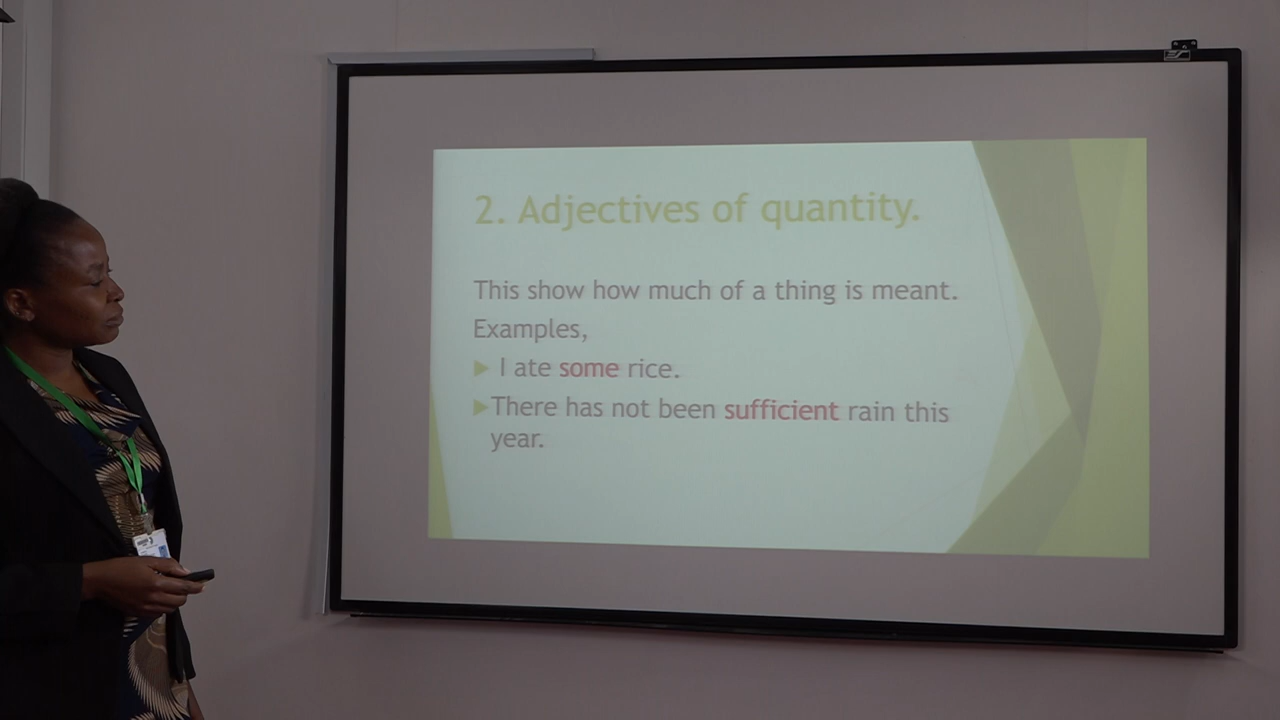 2. Adjectives of quantity.
This show how much of a thing is meant.
Examples,
I ate some rice.
There has not been sufficient rain this
year.